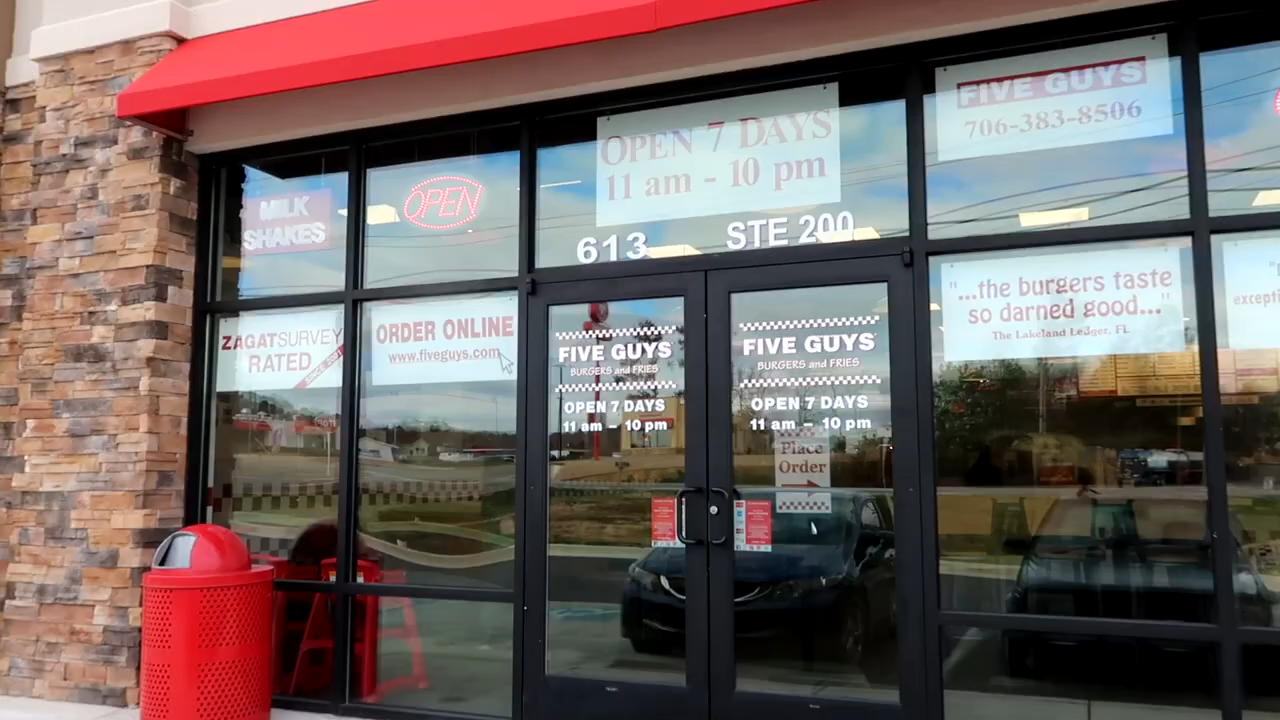 FIVE GUYS
706-383-8506
OPEN 7 DAYS
11 am - 10 pm
MILK
SHAKES
OPEN
613
STE 200
"...the burgers taste
so darned good..."
The Lakeland Ledger, FL
ZAGATSURVEY
RATED
SINCE 2001
ORDER ONLINE
www.fiveguys.com
FIVE GUYS
BURGERS and FRIES
OPEN 7 DAYS
11 am – 10 pm
FIVE GUYS
BURGERS and FRIES
OPEN 7 DAYS
11 am – 10 pm
Place
Order